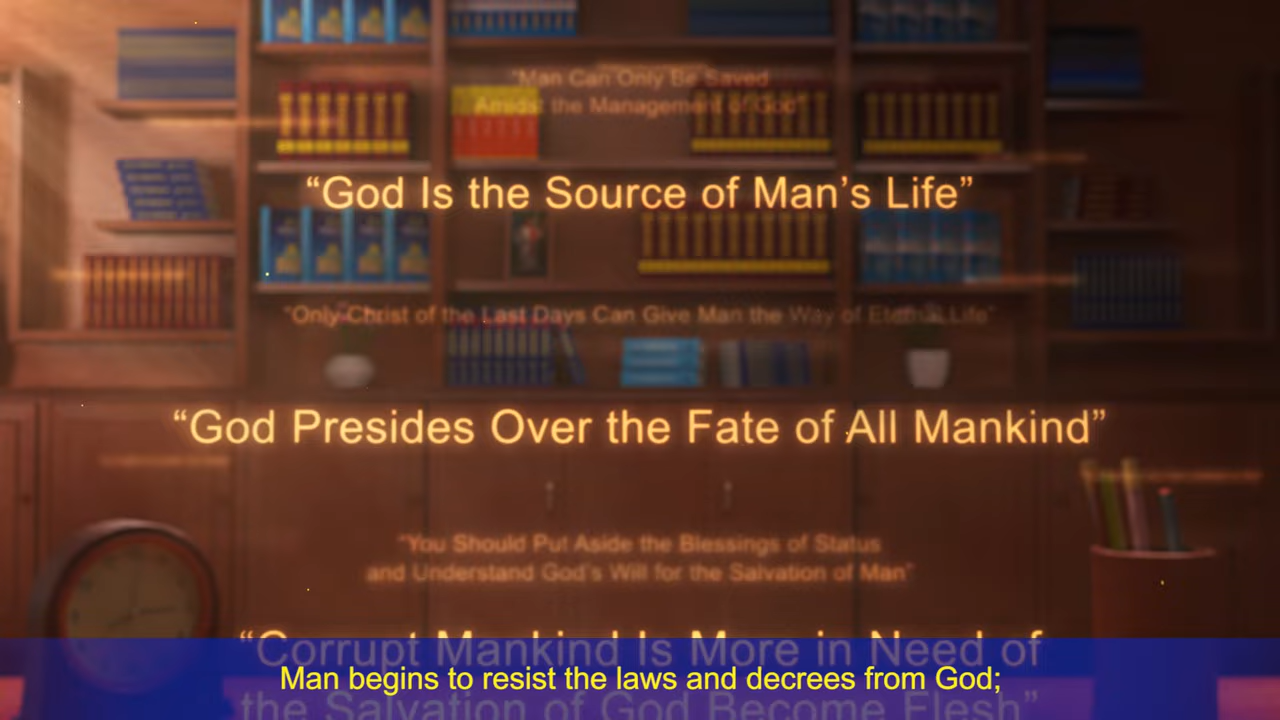 "Man Can Only Be Saved
Amidst the Management of God"
“God Is the Source of Man’s Life”
"Only Christ of the Last Days Can Give Man the Way of Eternal Life"
“God Presides Over the Fate of All Mankind”
"You Should Put Aside the Blessings of Status
and Understand God's Will for the Salvation of Man"
“Corrupt Mankind Is More in Need of
the Salvation of God Become Flesh”
Man begins to resist the laws and decrees from God;